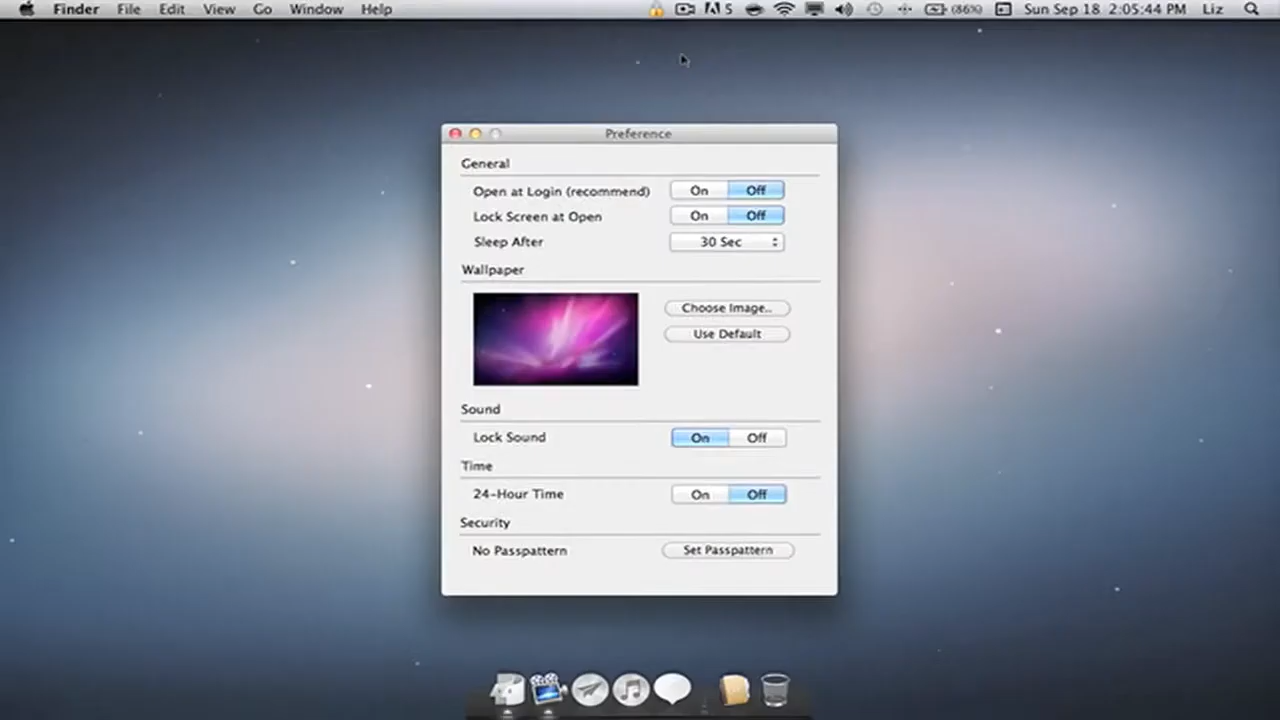 Finder File Edit View Go Window Help 5 (86%) Sun Sep 18 2:05:44 PM Liz
Preference
General
Open at Login (recommend) On Off
Lock Screen at Open On Off
Sleep After 30 Sec
Wallpaper
Choose Image..
Use Default
Sound
Lock Sound On Off
Time
24-Hour Time On Off
Security
No Passpattern Set Passpattern